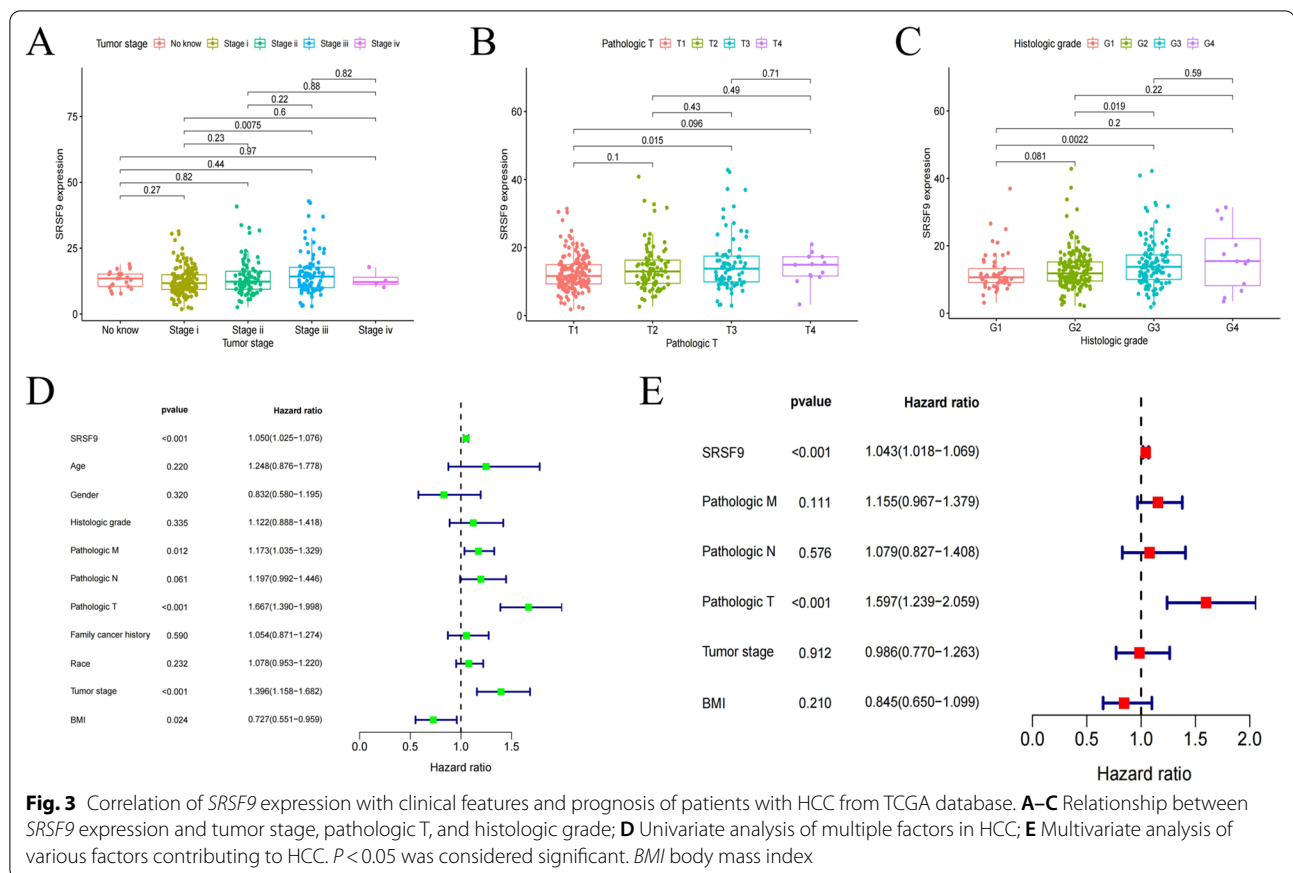 A
Tumor stage No know Stage i Stage ii Stage iii Stage iv
SRSF9 expression
75
50
25
0
0.82
0.88
0.22
0.6
0.0075
0.23
0.97
0.44
0.82
0.27
No know Stage i Stage ii Stage iii Stage iv
Tumor stage
B
Pathologic T T1 T2 T3 T4
SRSF9 expression
60
40
20
0
0.71
0.49
0.43
0.096
0.015
0.1
T1 T2 T3 T4
Pathologic T
C
Histologic grade G1 G2 G3 G4
SRSF9 expression
60
40
20
0
0.59
0.22
0.019
0.2
0.0022
0.081
G1 G2 G3 G4
Histologic grade
D
pvalue Hazard ratio
SRSF9 <0.001 1.050(1.025−1.076)
Age 0.220 1.248(0.876−1.778)
Gender 0.320 0.832(0.580−1.195)
Histologic grade 0.335 1.122(0.888−1.418)
Pathologic M 0.012 1.173(1.035−1.329)
Pathologic N 0.061 1.197(0.992−1.446)
Pathologic T <0.001 1.667(1.390−1.998)
Family cancer history 0.590 1.054(0.871−1.274)
Race 0.232 1.078(0.953−1.220)
Tumor stage <0.001 1.396(1.158−1.682)
BMI 0.024 0.727(0.551−0.959)
0.0 0.5 1.0 1.5
Hazard ratio
E
pvalue Hazard ratio
SRSF9 <0.001 1.043(1.018−1.069)
Pathologic M 0.111 1.155(0.967−1.379)
Pathologic N 0.576 1.079(0.827−1.408)
Pathologic T <0.001 1.597(1.239−2.059)
Tumor stage 0.912 0.986(0.770−1.263)
BMI 0.210 0.845(0.650−1.099)
0.0 0.5 1.0 1.5 2.0
Hazard ratio
Fig. 3 Correlation of SRSF9 expression with clinical features and prognosis of patients with HCC from TCGA database. A–C Relationship between
SRSF9 expression and tumor stage, pathologic T, and histologic grade; D Univariate analysis of multiple factors in HCC; E Multivariate analysis of
various factors contributing to HCC. P < 0.05 was considered significant. BMI body mass index